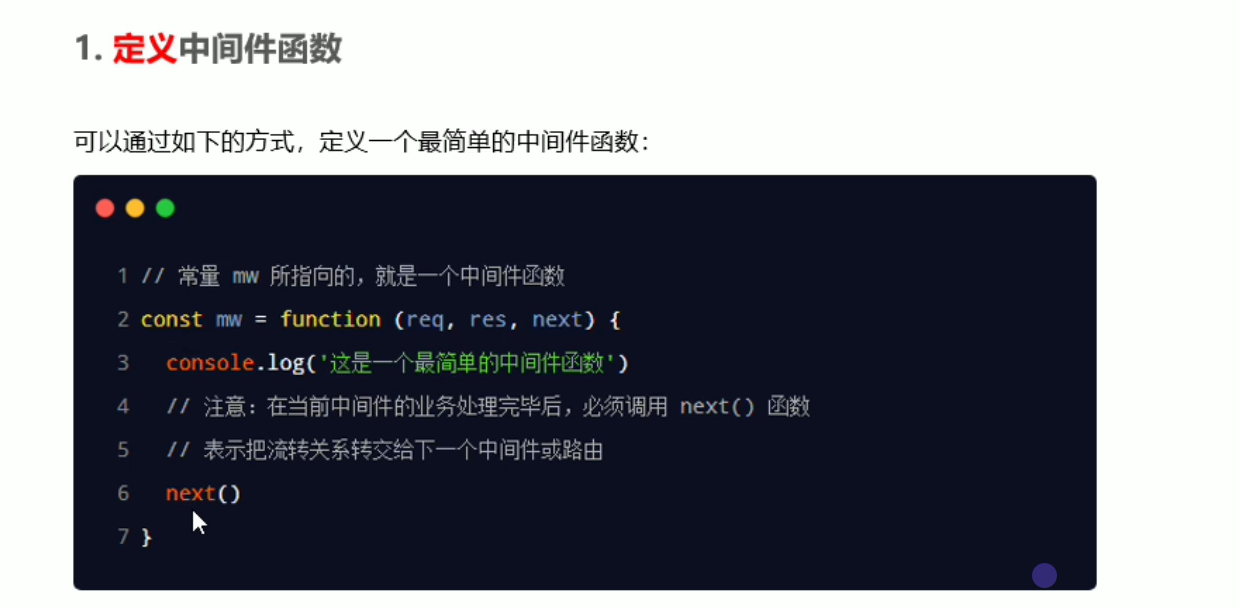 1. 定义中间件函数
可以通过如下的方式，定义一个最简单的中间件函数：
1 // 常量 mw 所指向的，就是一个中间件函数
2 const mw = function (req, res, next) {
3 console.log('这是一个最简单的中间件函数')
4 // 注意：在当前中间件的业务处理完毕后，必须调用 next() 函数
5 // 表示把流转关系转交给下一个中间件或路由
6 next()
7 }